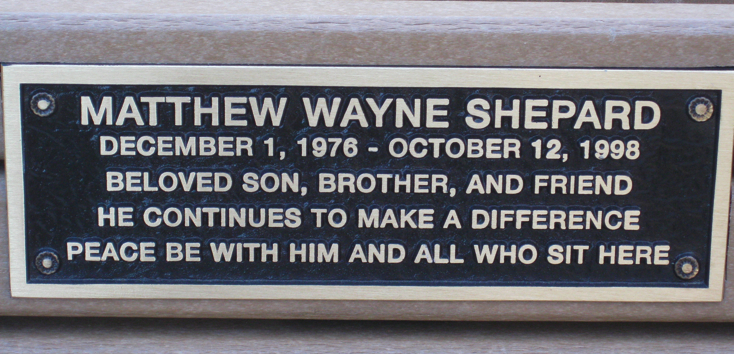 MATTHEW WAYNE SHEPARD
DECEMBER 1, 1976 - OCTOBER 12, 1998
BELOVED SON, BROTHER, AND FRIEND
HE CONTINUES TO MAKE A DIFFERENCE
PEACE BE WITH HIM AND ALL WHO SIT HERE